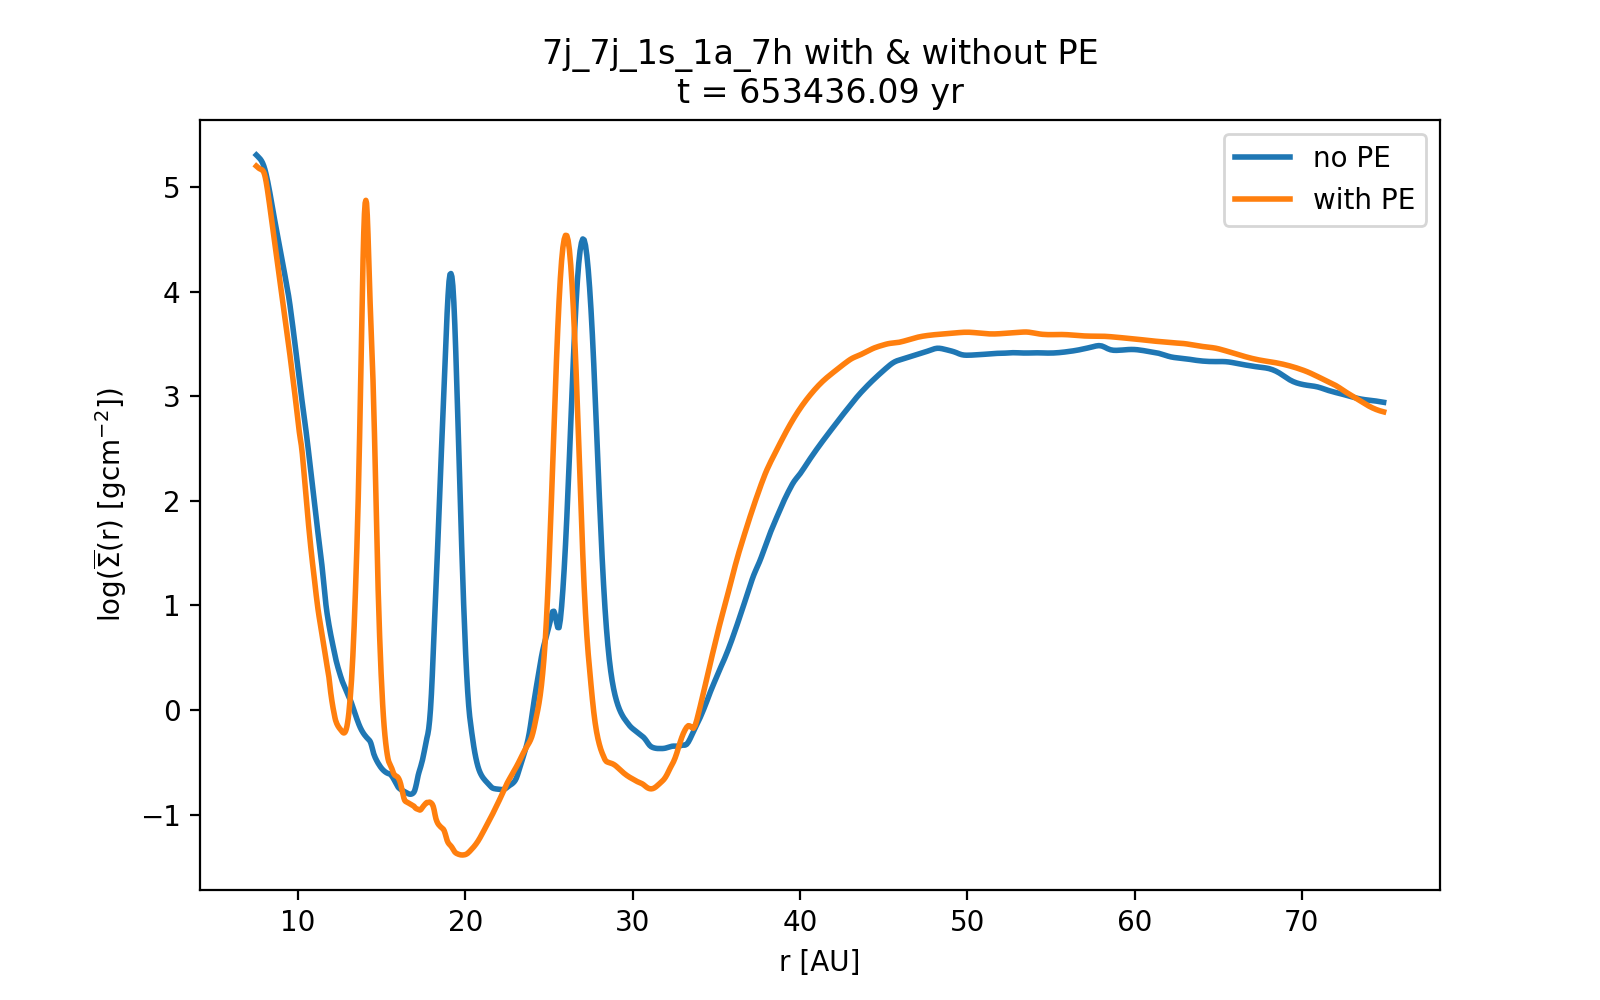 7j_7j_1s_1a_7h with & without PE
t = 653436.09 yr
no PE
with PE
log(Σ̅(r) [gcm⁻²])
5
4
3
2
1
0
−1
10 20 30 40 50 60 70
r [AU]